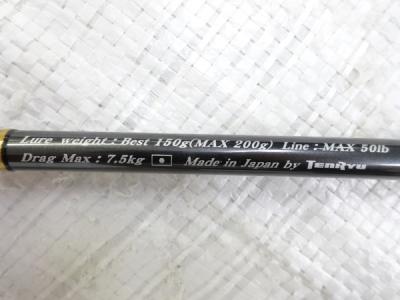 Lure weight : Best 150g(MAX 200g) Line : MAX 50lb
Drag Max : 7.5kg Made in Japan by TENRYU